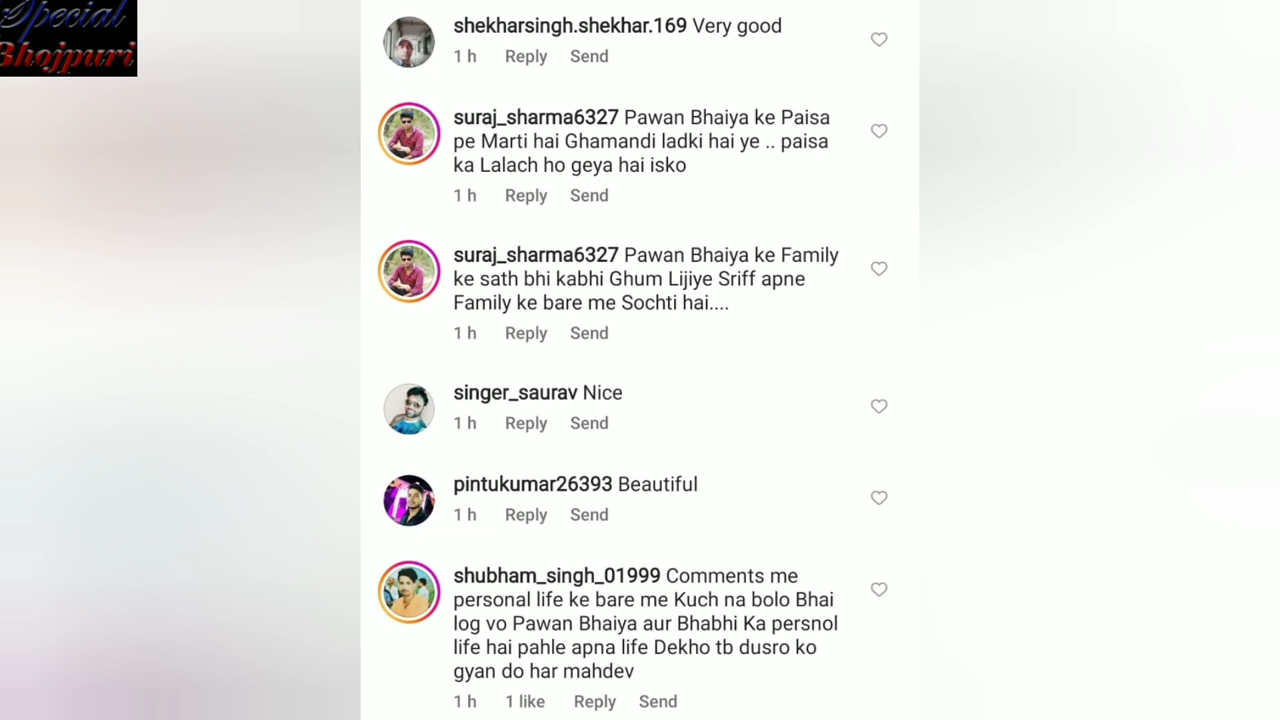 Special
Bhojpuri
shekharsingh.shekhar.169 Very good
1 h Reply Send
suraj_sharma6327 Pawan Bhaiya ke Paisa
pe Marti hai Ghamandi ladki hai ye .. paisa
ka Lalach ho geya hai isko
1 h Reply Send
suraj_sharma6327 Pawan Bhaiya ke Family
ke sath bhi kabhi Ghum Lijiye Sriff apne
Family ke bare me Sochti hai....
1 h Reply Send
singer_saurav Nice
1 h Reply Send
pintukumar26393 Beautiful
1 h Reply Send
shubham_singh_01999 Comments me
personal life ke bare me Kuch na bolo Bhai
log vo Pawan Bhaiya aur Bhabhi Ka persnol
life hai pahle apna life Dekho tb dusro ko
gyan do har mahdev
1 h 1 like Reply Send